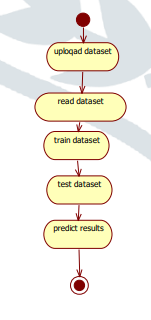 uploqad dataset
read dataset
train dataset
test dataset
predict results